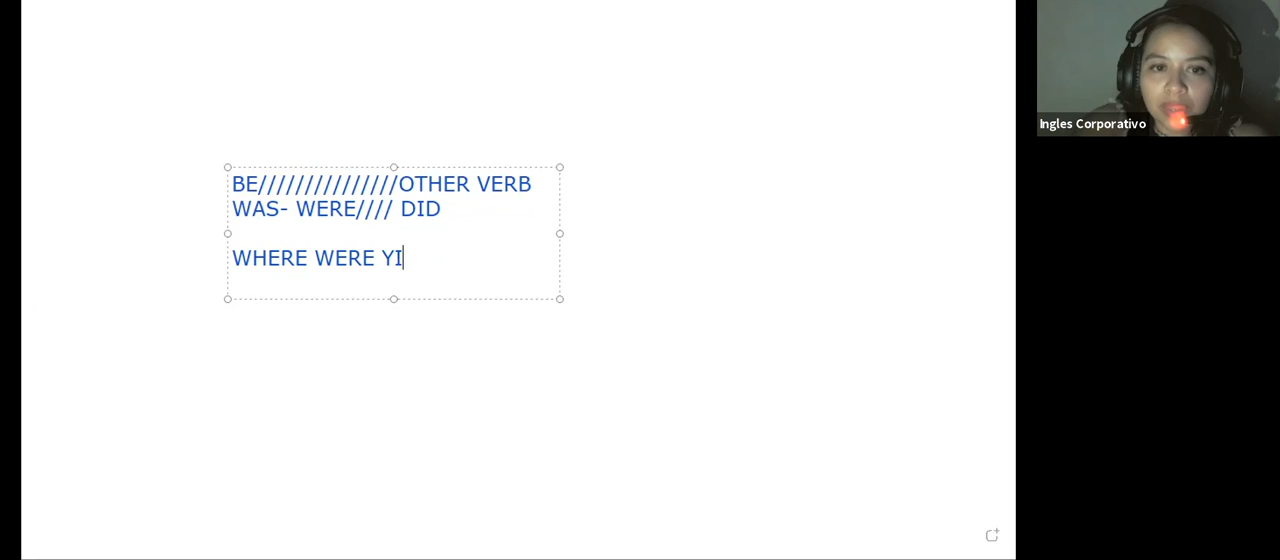 BE///////////////OTHER VERB
WAS- WERE//// DID
WHERE WERE YI
Ingles Corporativo